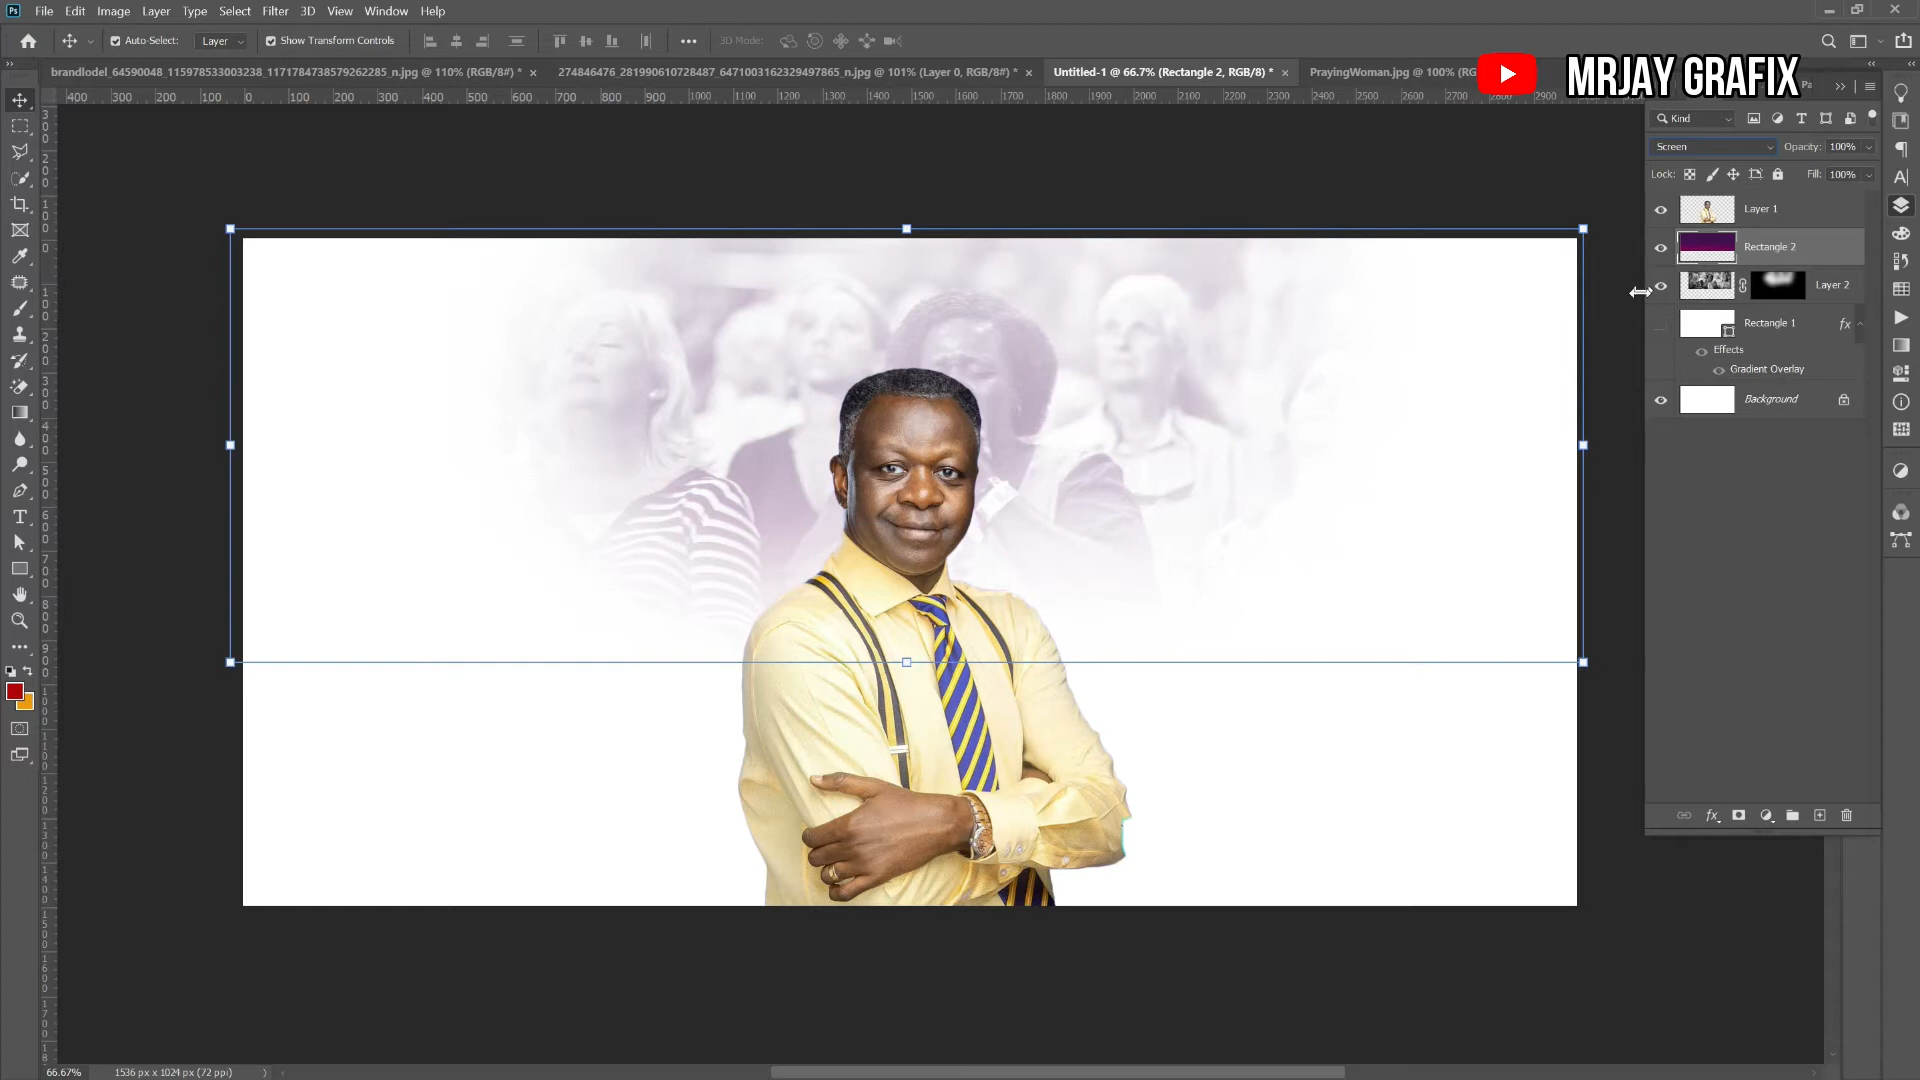 Ps File Edit Image Layer Type Select Filter 3D View Window Help
Auto-Select: Layer Show Transform Controls 3D Mode:
brandlodel_64590048_115978533003238_1171784738579262285_n.jpg @ 110% (RGB/8#) *
274846476_281990610728487_6471003162329497865_n.jpg @ 101% (Layer 0, RGB/8#) *
Untitled-1 @ 66.7% (Rectangle 2, RGB/8) *
PrayingWoman.jpg @ 100% (RG
MRJAY GRAFIX
Pa
400 300 200 100 0 100 200 300 400 500 600 700 800 900 1000 1100 1200 1300 1400 1500 1600 1700 1800 1900 2000 2100 2200 2300 2400 2500 2600 2700 2800 2900
Kind
Screen Opacity: 100%
Lock: Fill: 100%
Layer 1
Rectangle 2
Layer 2
Rectangle 1 fx
Effects
Gradient Overlay
Background
fx
66.67% 1536 px x 1024 px (72 ppi)